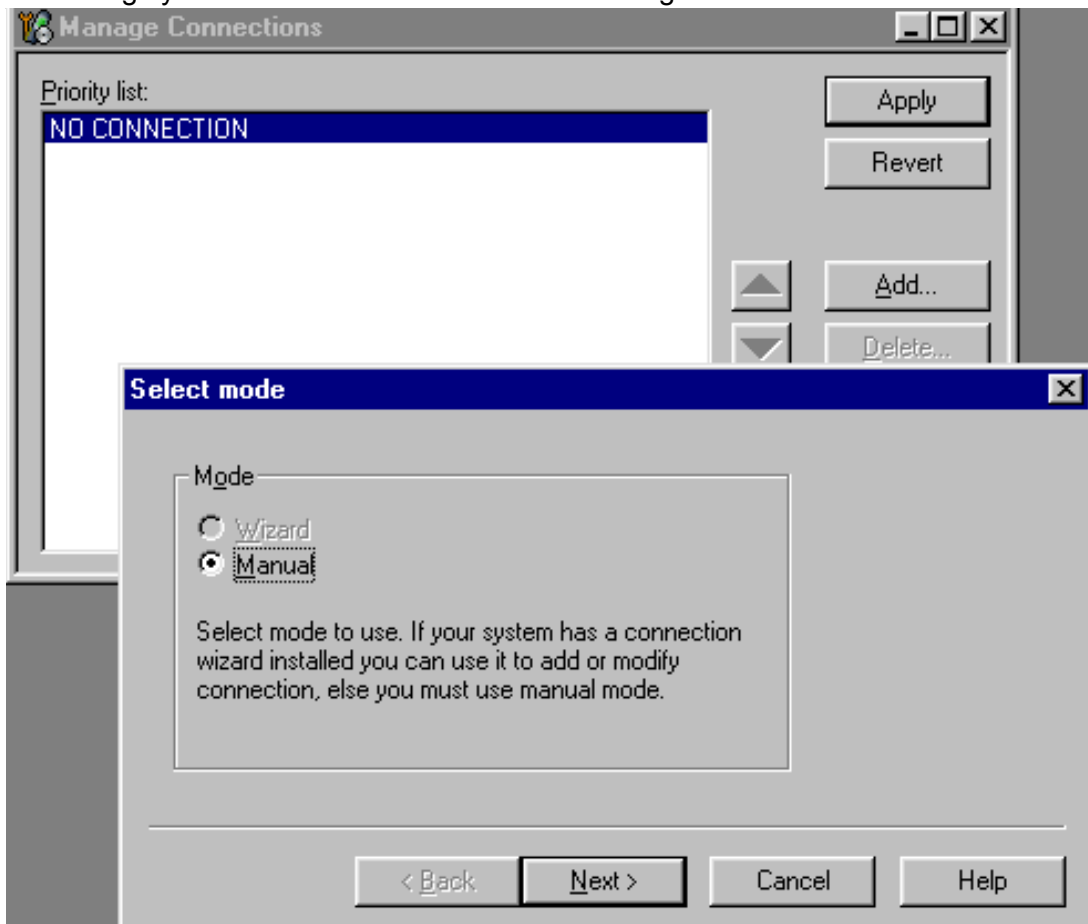 Manage Connections
Priority list:
NO CONNECTION
Apply
Revert
Add...
Delete...
Select mode
Mode
Wizard
Manual
Select mode to use. If your system has a connection
wizard installed you can use it to add or modify
connection, else you must use manual mode.
< Back
Next >
Cancel
Help